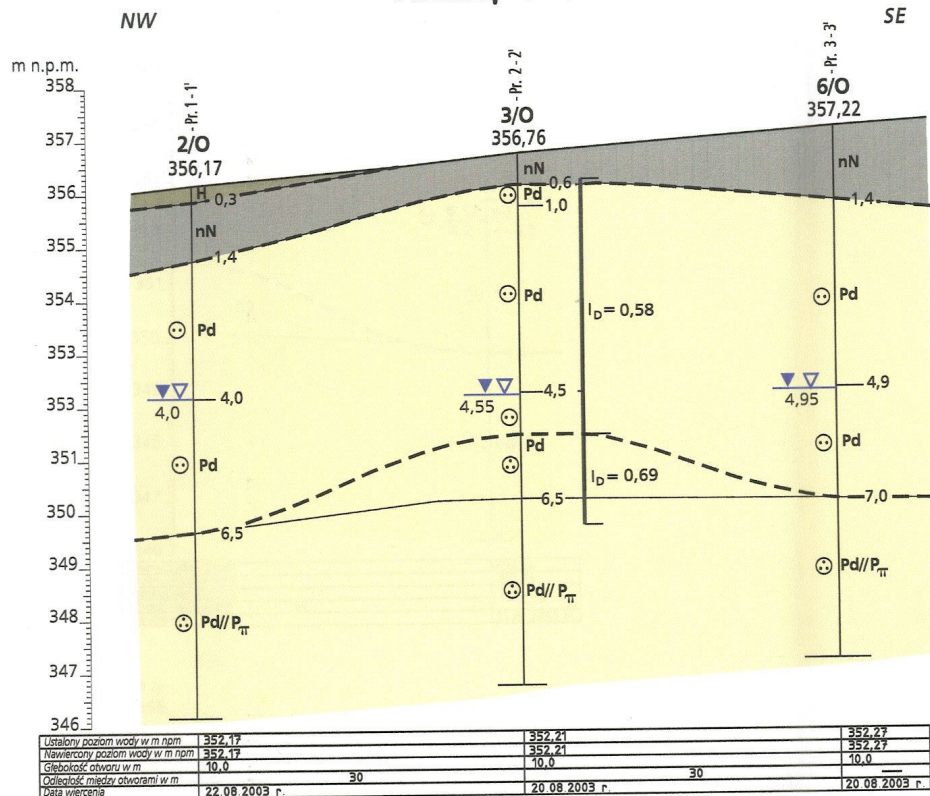 NW
SE
m n.p.m.
358
357
356
355
354
353
352
351
350
349
348
347
346
- Pr. 1 - 1'
2/O
356,17
H 0,3
nN
1,4
Pd
4,0 4,0
Pd
6,5
Pd// Pπ
- Pr. 2 - 2'
3/O
356,76
nN
0,6
Pd
1,0
Pd
4,55 4,5
Pd
6,5
Pd// Pπ
I_D = 0,58
I_D = 0,69
- Pr. 3 - 3'
6/O
357,22
nN
1,4
Pd
4,95 4,9
Pd
7,0
Pd// Pπ
Ustalony poziom wody w m npm 352,17 352,21 352,27
Nawiercony poziom wody w m npm 352,17 352,21 352,27
Głębokość otworu w m 10,0 10,0 10,0
Odległość między otworami w m 30 30 —
Data wiercenia 22.08.2003 r. 20.08.2003 r. 20.08.2003 r.